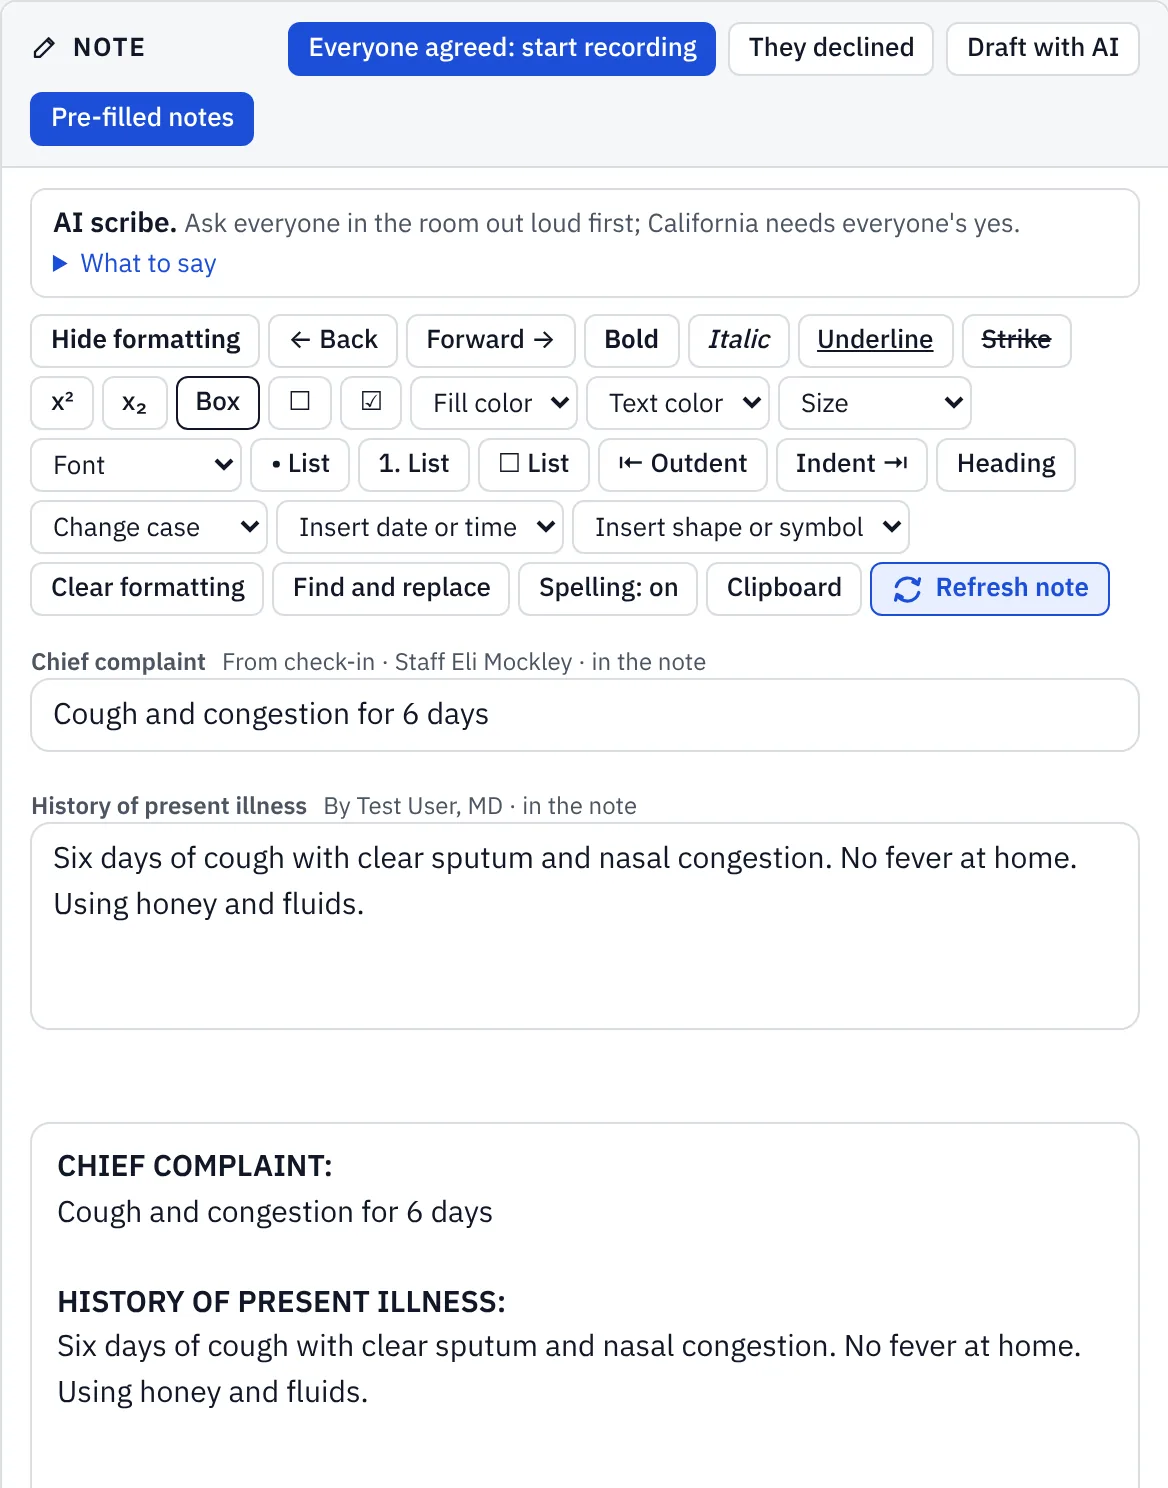 NOTE Everyone agreed: start recording They declined Draft with AI
Pre-filled notes
AI scribe. Ask everyone in the room out loud first; California needs everyone's yes.
▶ What to say
Hide formatting ← Back Forward → Bold Italic Underline Strike
x² x₂ Box ☐ ☑ Fill color Text color Size
Font • List 1. List ☐ List ⇤ Outdent Indent ⇥ Heading
Change case Insert date or time Insert shape or symbol
Clear formatting Find and replace Spelling: on Clipboard Refresh note
Chief complaint From check-in · Staff Eli Mockley · in the note
Cough and congestion for 6 days
History of present illness By Test User, MD · in the note
Six days of cough with clear sputum and nasal congestion. No fever at home.
Using honey and fluids.
CHIEF COMPLAINT:
Cough and congestion for 6 days
HISTORY OF PRESENT ILLNESS:
Six days of cough with clear sputum and nasal congestion. No fever at home.
Using honey and fluids.